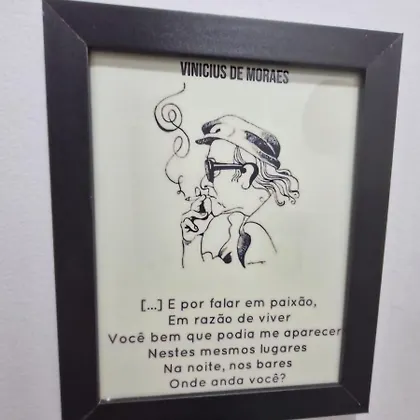 VINICIUS DE MORAES
[...] E por falar em paixão,
Em razão de viver
Você bem que podia me aparecer
Nestes mesmos lugares
Na noite, nos bares
Onde anda você?